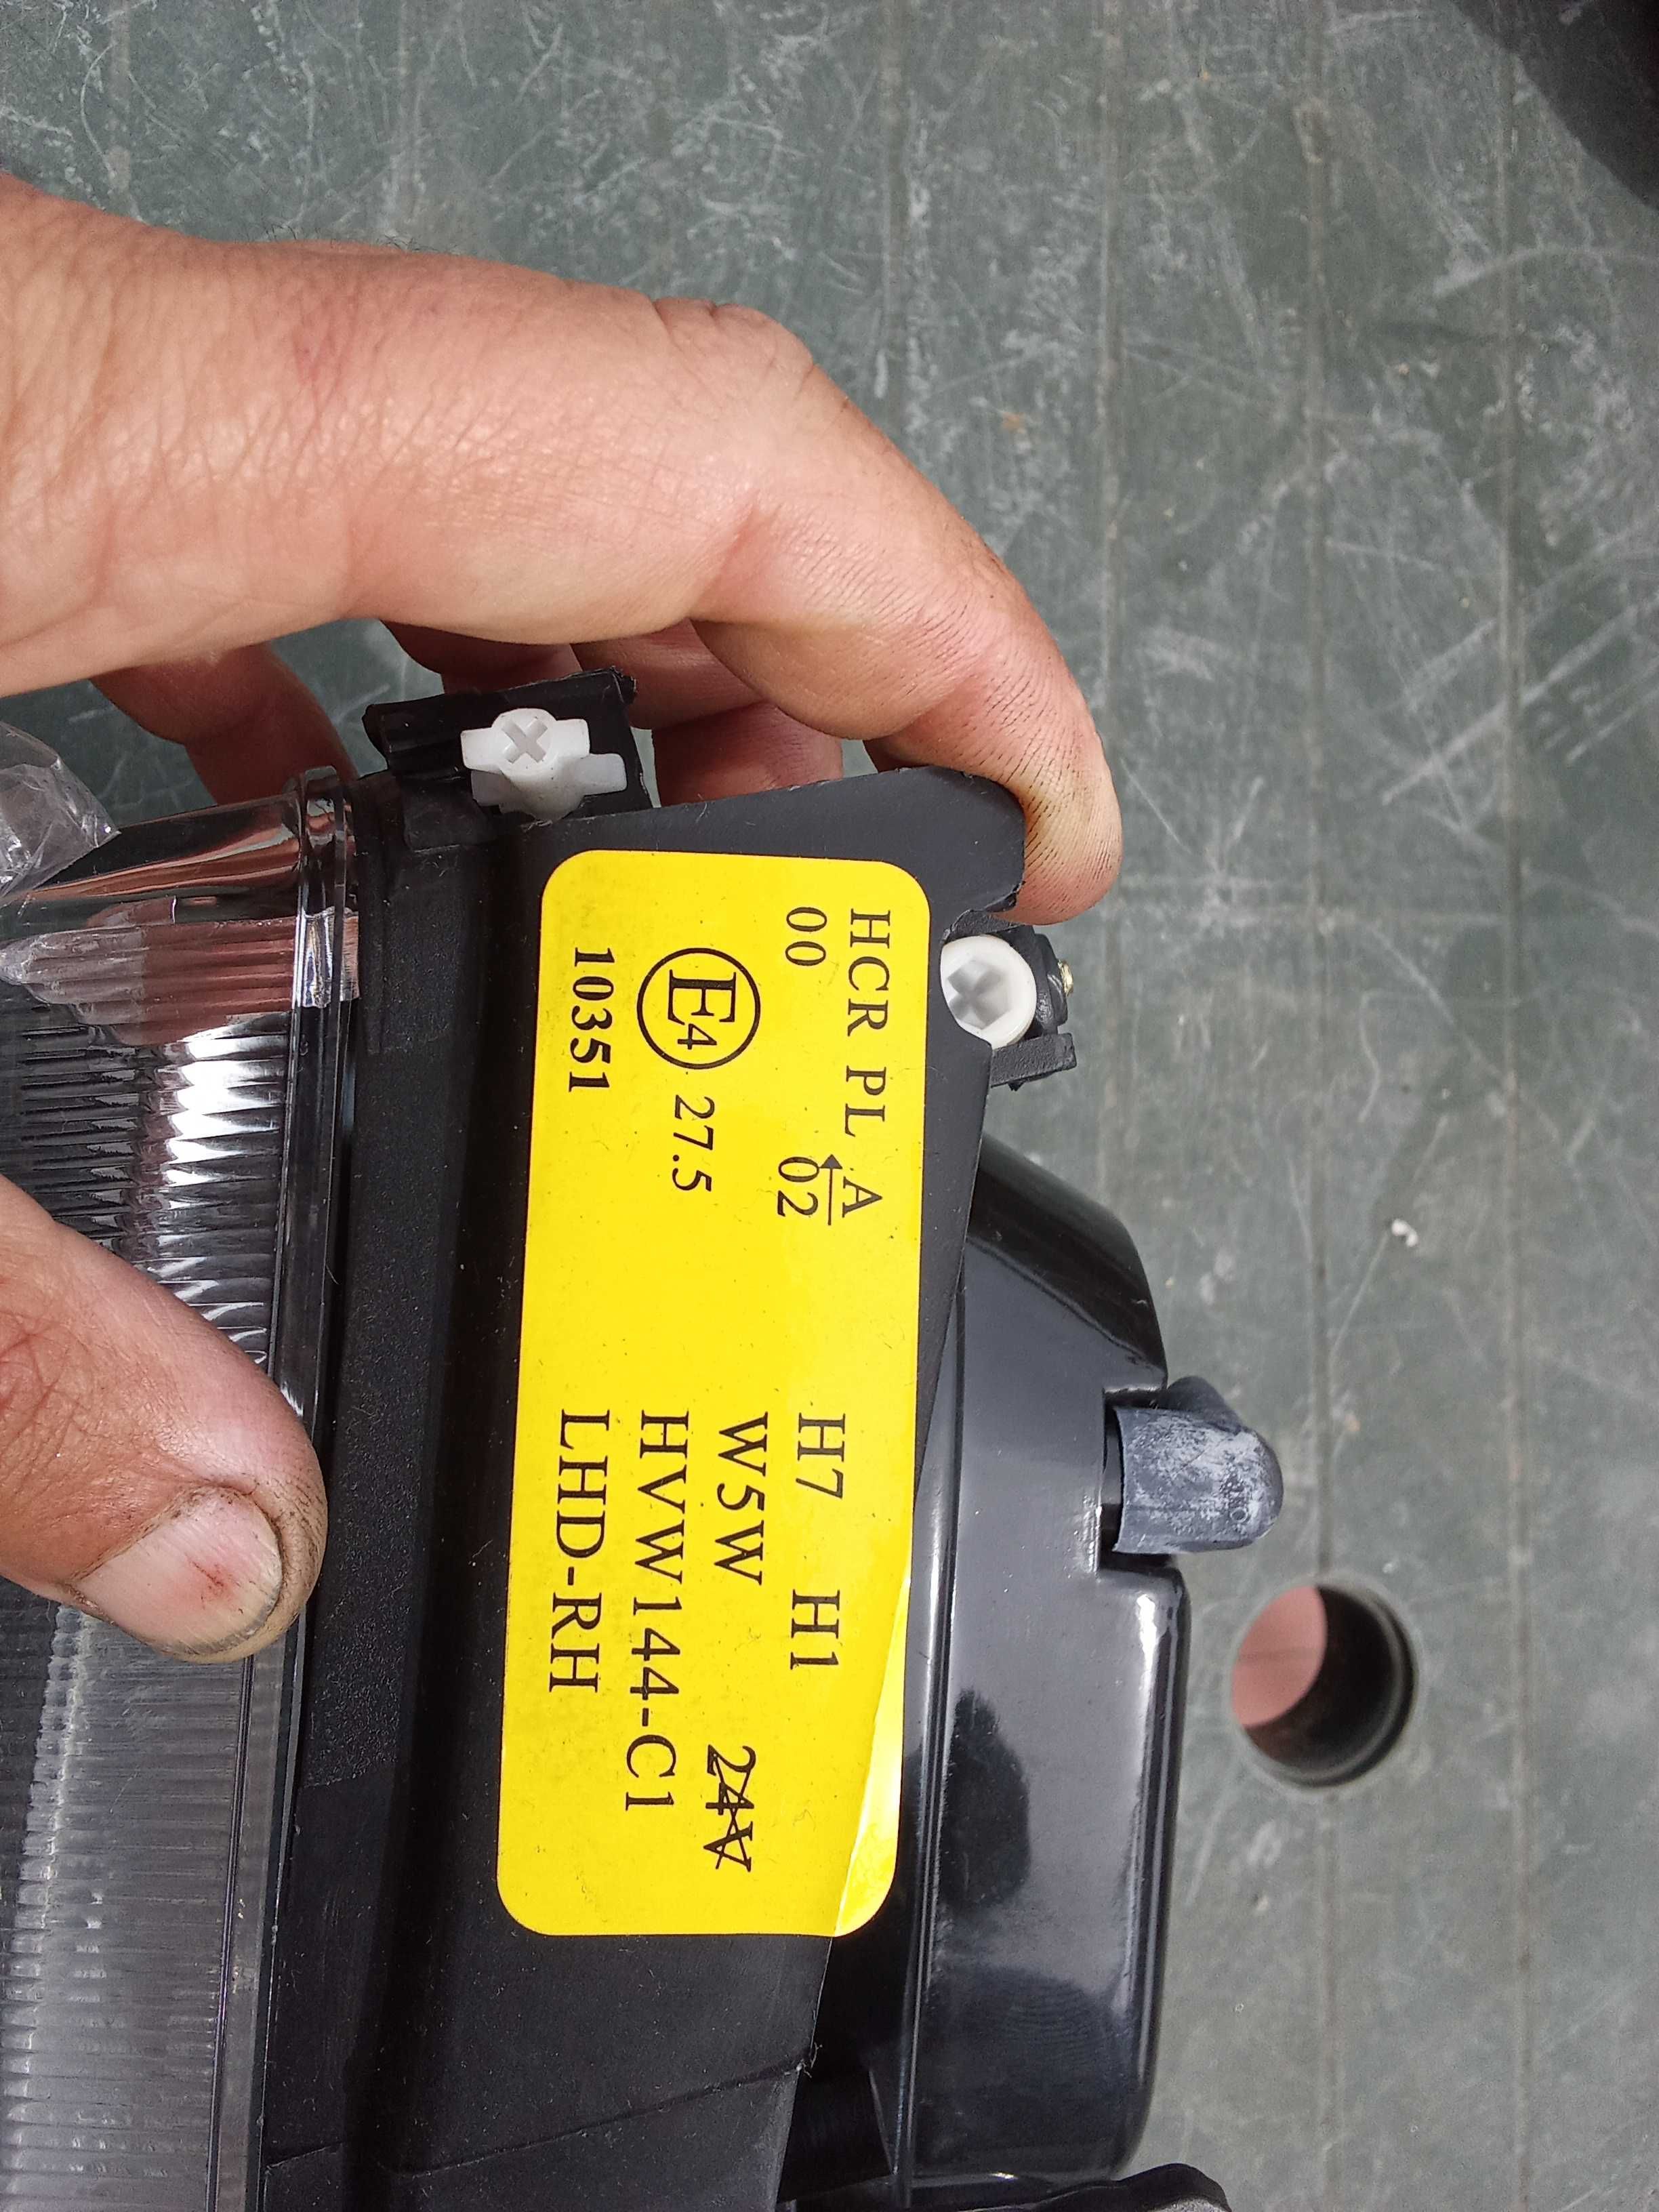 HCR PL A
00 02
E4 27.5
10351
H7 H1
W5W 24V
HVW144-C1
LHD-RH